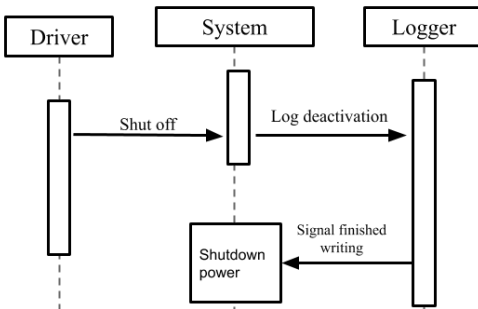 Driver
System
Logger
Shut off
Log deactivation
Signal finished
writing
Shutdown
power